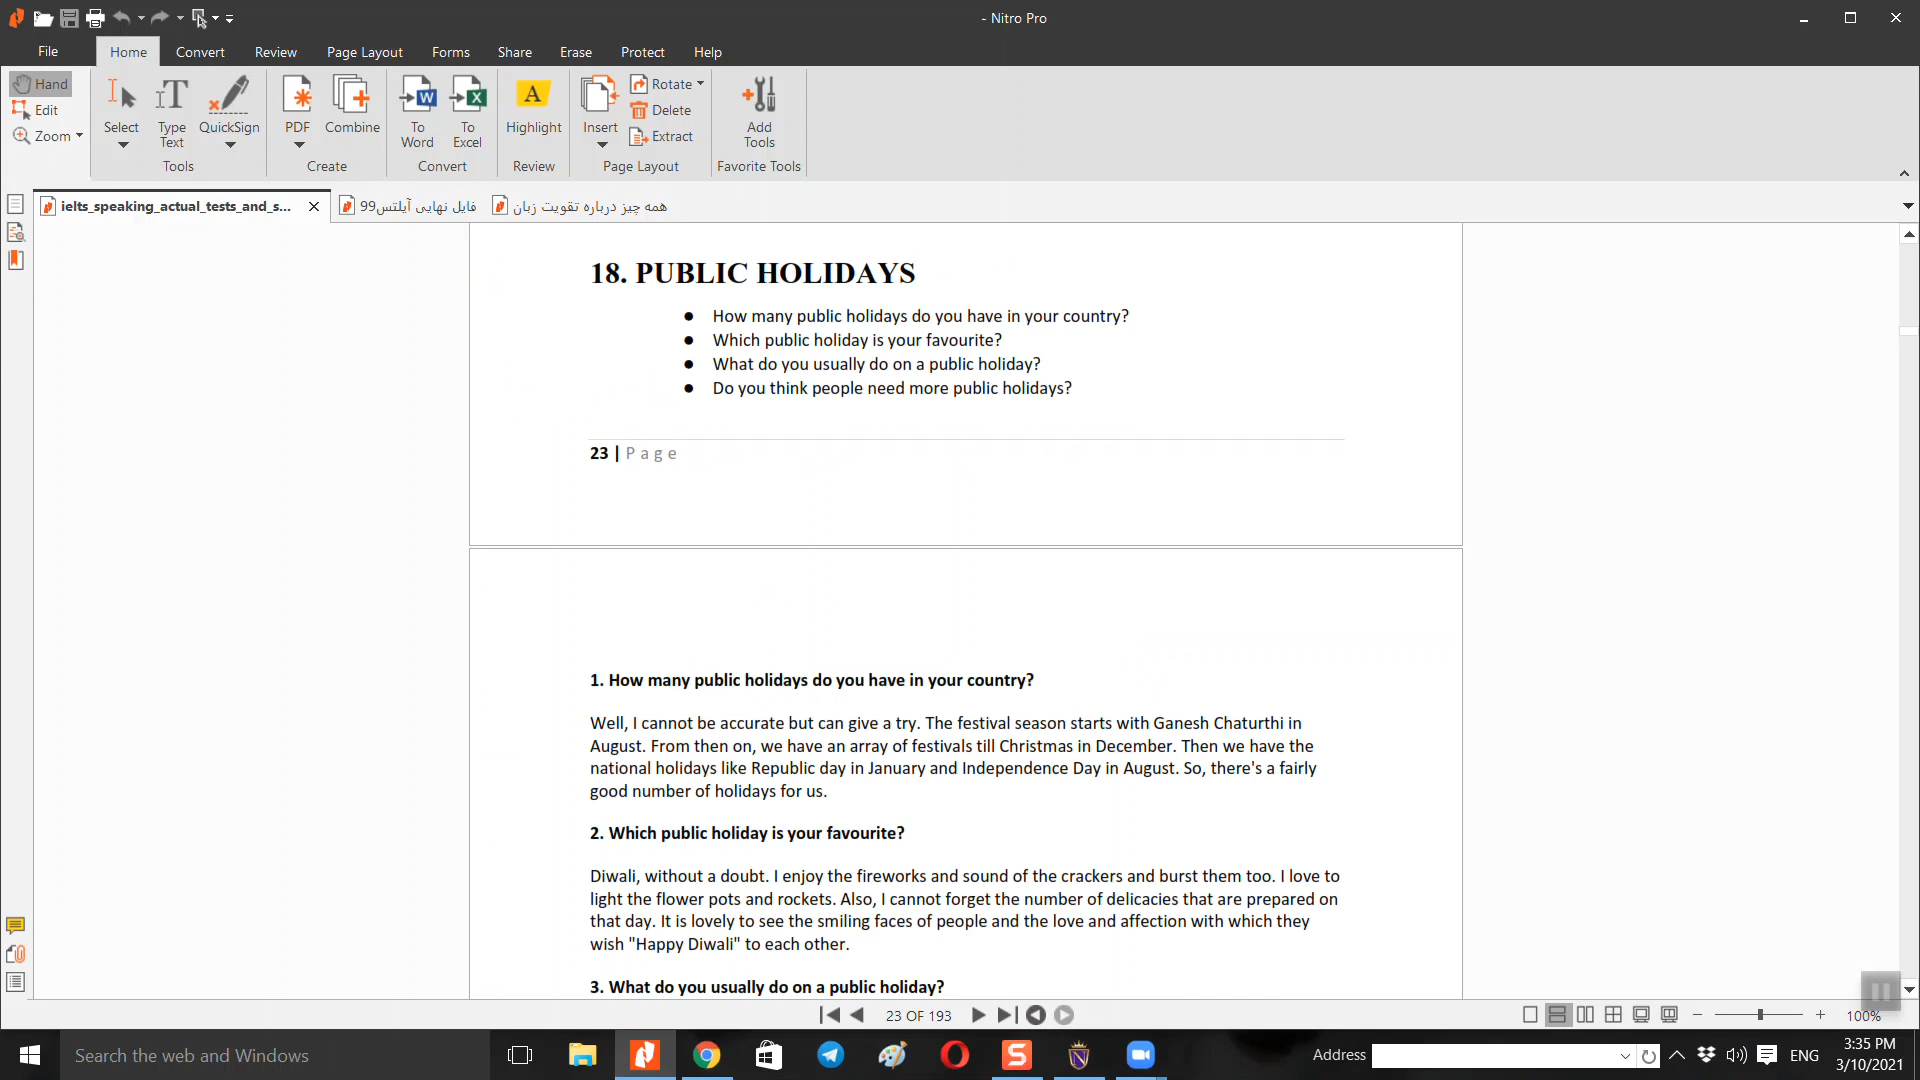 - Nitro Pro
File Home Convert Review Page Layout Forms Share Erase Protect Help
Hand
Edit
Zoom
Select
Type Text
QuickSign
Tools
PDF
Combine
Create
To Word
To Excel
Convert
Highlight
Review
Insert
Rotate
Delete
Extract
Page Layout
Add Tools
Favorite Tools
ielts_speaking_actual_tests_and_s...
فایل نهایی آیلتس99
همه چیز درباره تقویت زبان
18. PUBLIC HOLIDAYS
● How many public holidays do you have in your country?
● Which public holiday is your favourite?
● What do you usually do on a public holiday?
● Do you think people need more public holidays?
23 | Page
1. How many public holidays do you have in your country?
Well, I cannot be accurate but can give a try. The festival season starts with Ganesh Chaturthi in
August. From then on, we have an array of festivals till Christmas in December. Then we have the
national holidays like Republic day in January and Independence Day in August. So, there's a fairly
good number of holidays for us.
2. Which public holiday is your favourite?
Diwali, without a doubt. I enjoy the fireworks and sound of the crackers and burst them too. I love to
light the flower pots and rockets. Also, I cannot forget the number of delicacies that are prepared on
that day. It is lovely to see the smiling faces of people and the love and affection with which they
wish "Happy Diwali" to each other.
3. What do you usually do on a public holiday?
23 OF 193
100%
Search the web and Windows
Address
ENG
3:35 PM
3/10/2021